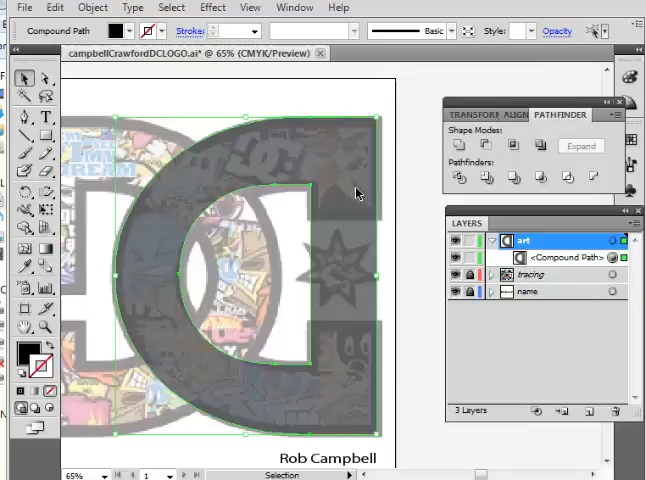 File Edit Object Type Select Effect View Window Help
Compound Path Stroke: Basic Style: Opacity
campbellCrawfordDCLOGO.ai* @ 65% (CMYK/Preview)
TRANSFORM ALIGN PATHFINDER
Shape Modes:
Expand
Pathfinders:
LAYERS
art
<Compound Path>
tracing
name
3 Layers
DREAM
Rob Campbell
65% 1 Selection